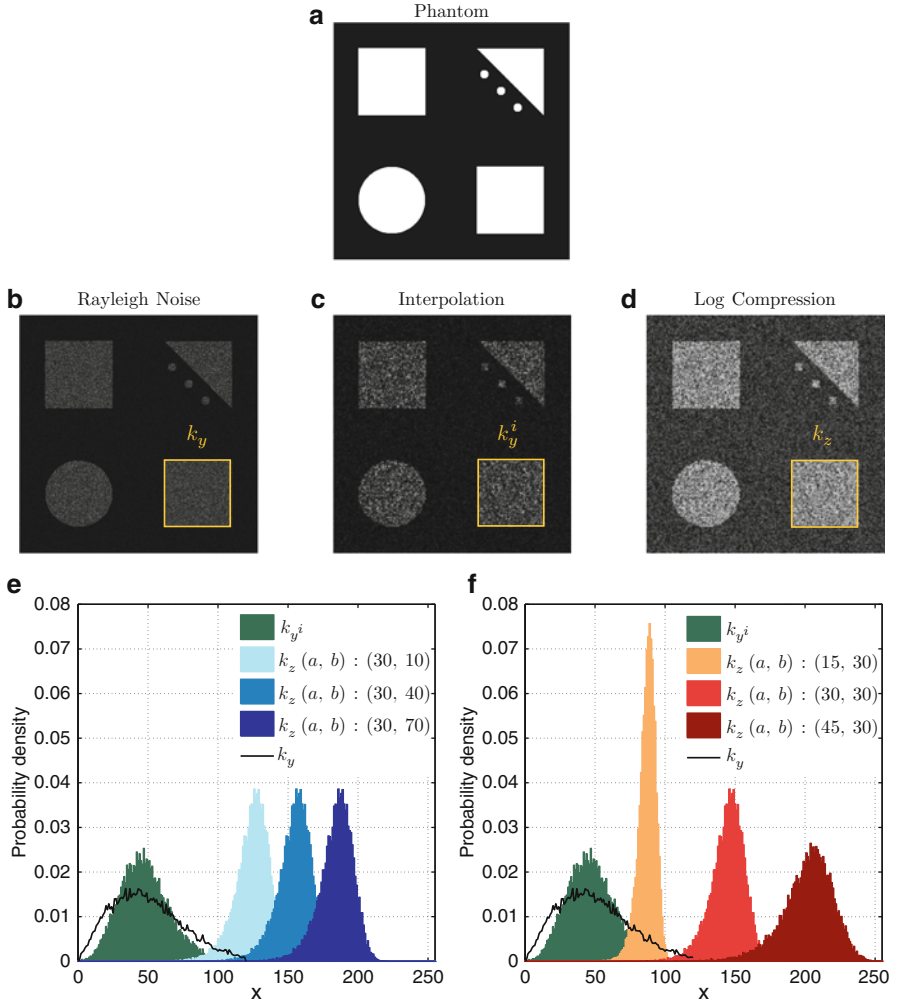 a
Phantom
b
Rayleigh Noise
c
Interpolation
d
Log Compression
k_y
k_y^i
k_z
e
0.08
0.07
0.06
0.05
0.04
0.03
0.02
0.01
0
Probability density
0 50 100 150 200 250
x
k_{y^i}
k_z (a, b) : (30, 10)
k_z (a, b) : (30, 40)
k_z (a, b) : (30, 70)
k_y
f
0.08
0.07
0.06
0.05
0.04
0.03
0.02
0.01
0
Probability density
0 50 100 150 200 250
x
k_{y^i}
k_z (a, b) : (15, 30)
k_z (a, b) : (30, 30)
k_z (a, b) : (45, 30)
k_y